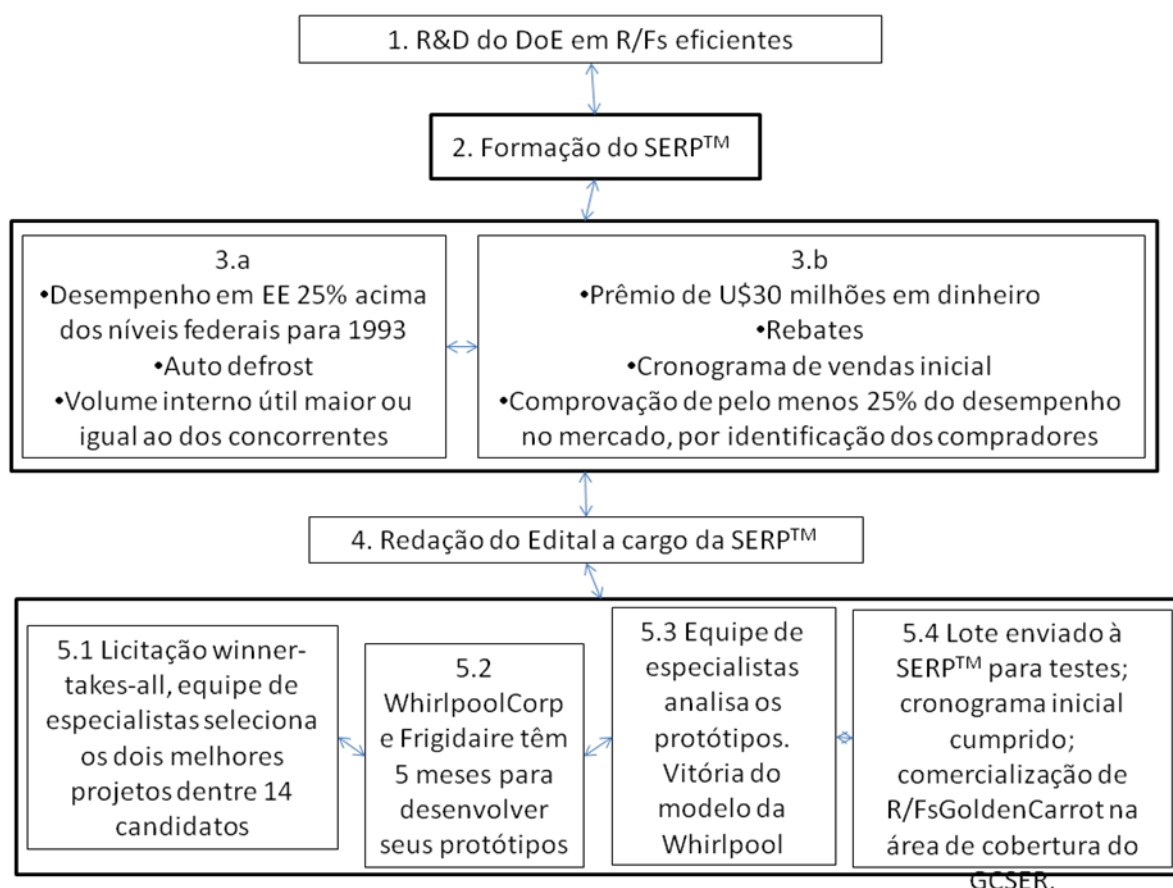 1. R&D do DoE em R/Fs eficientes
2. Formação do SERP™
3.a
•Desempenho em EE 25% acima
dos níveis federais para 1993
•Auto defrost
•Volume interno útil maior ou
igual ao dos concorrentes
3.b
•Prêmio de U$30 milhões em dinheiro
•Rebates
•Cronograma de vendas inicial
•Comprovação de pelo menos 25% do desempenho
no mercado, por identificação dos compradores
4. Redação do Edital a cargo da SERP™
5.1 Licitação winner-
takes-all, equipe de
especialistas seleciona
os dois melhores
projetos dentre 14
candidatos
5.2
WhirlpoolCorp
e Frigidaire têm
5 meses para
desenvolver
seus protótipos
5.3 Equipe de
especialistas
analisa os
protótipos.
Vitória do
modelo da
Whirlpool
5.4 Lote enviado à
SERP™ para testes;
cronograma inicial
cumprido;
comercialização de
R/FsGoldenCarrot na
área de cobertura do
GCSER.